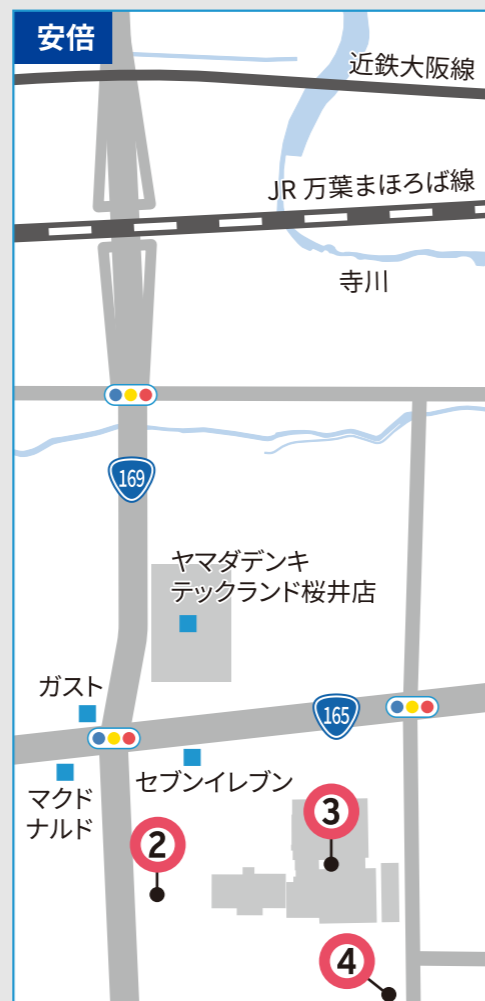 安倍
近鉄大阪線
JR 万葉まほろば線
寺川
169
ヤマダデンキ
テックランド桜井店
ガスト
165
セブンイレブン
マクド
ナルド
3
2
4